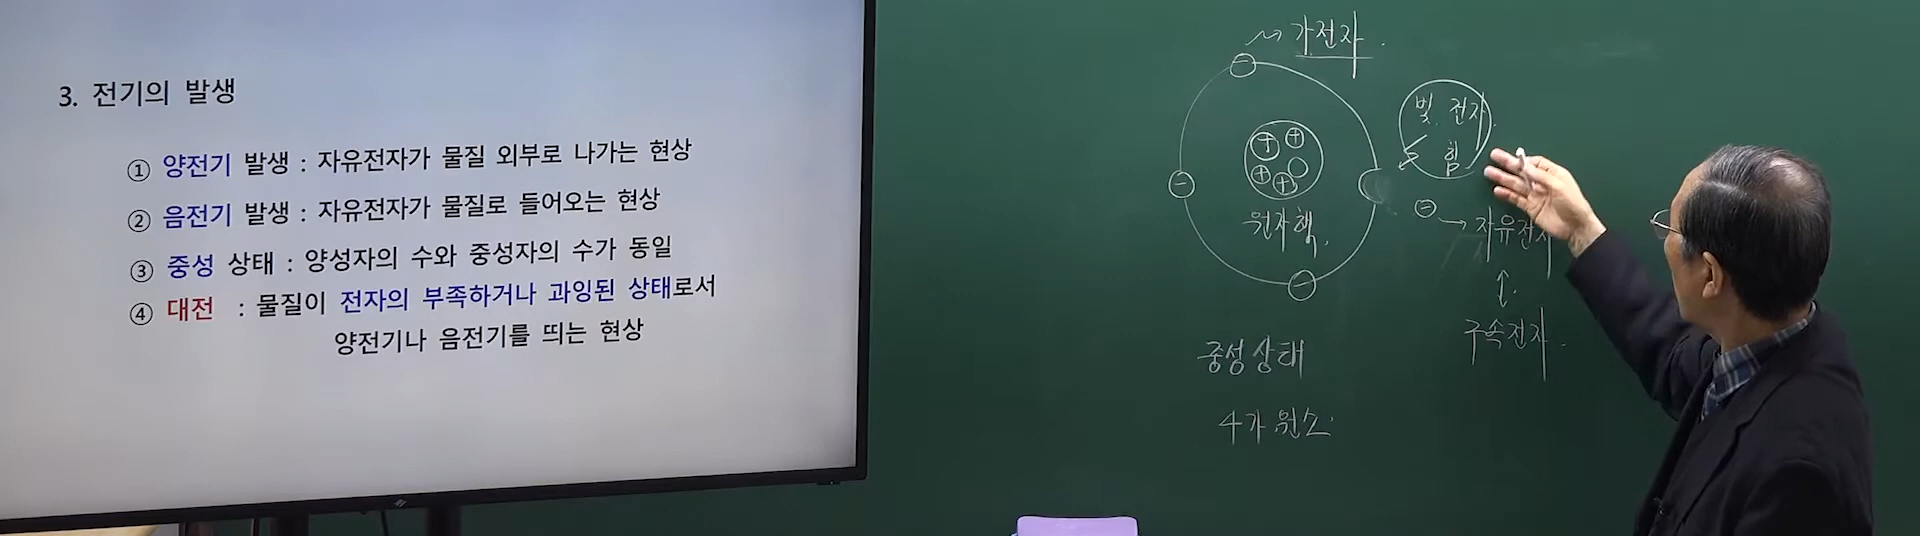 3. 전기의 발생
① 양전기 발생 : 자유전자가 물질 외부로 나가는 현상
② 음전기 발생 : 자유전자가 물질로 들어오는 현상
③ 중성 상태 : 양성자의 수와 중성자의 수가 동일
④ 대전 : 물질이 전자의 부족하거나 과잉된 상태로서
양전기나 음전기를 띄는 현상
가전자.
빛. 전자
힘.
원자핵.
자유전자
구속전자.
중성상태
4가 원소